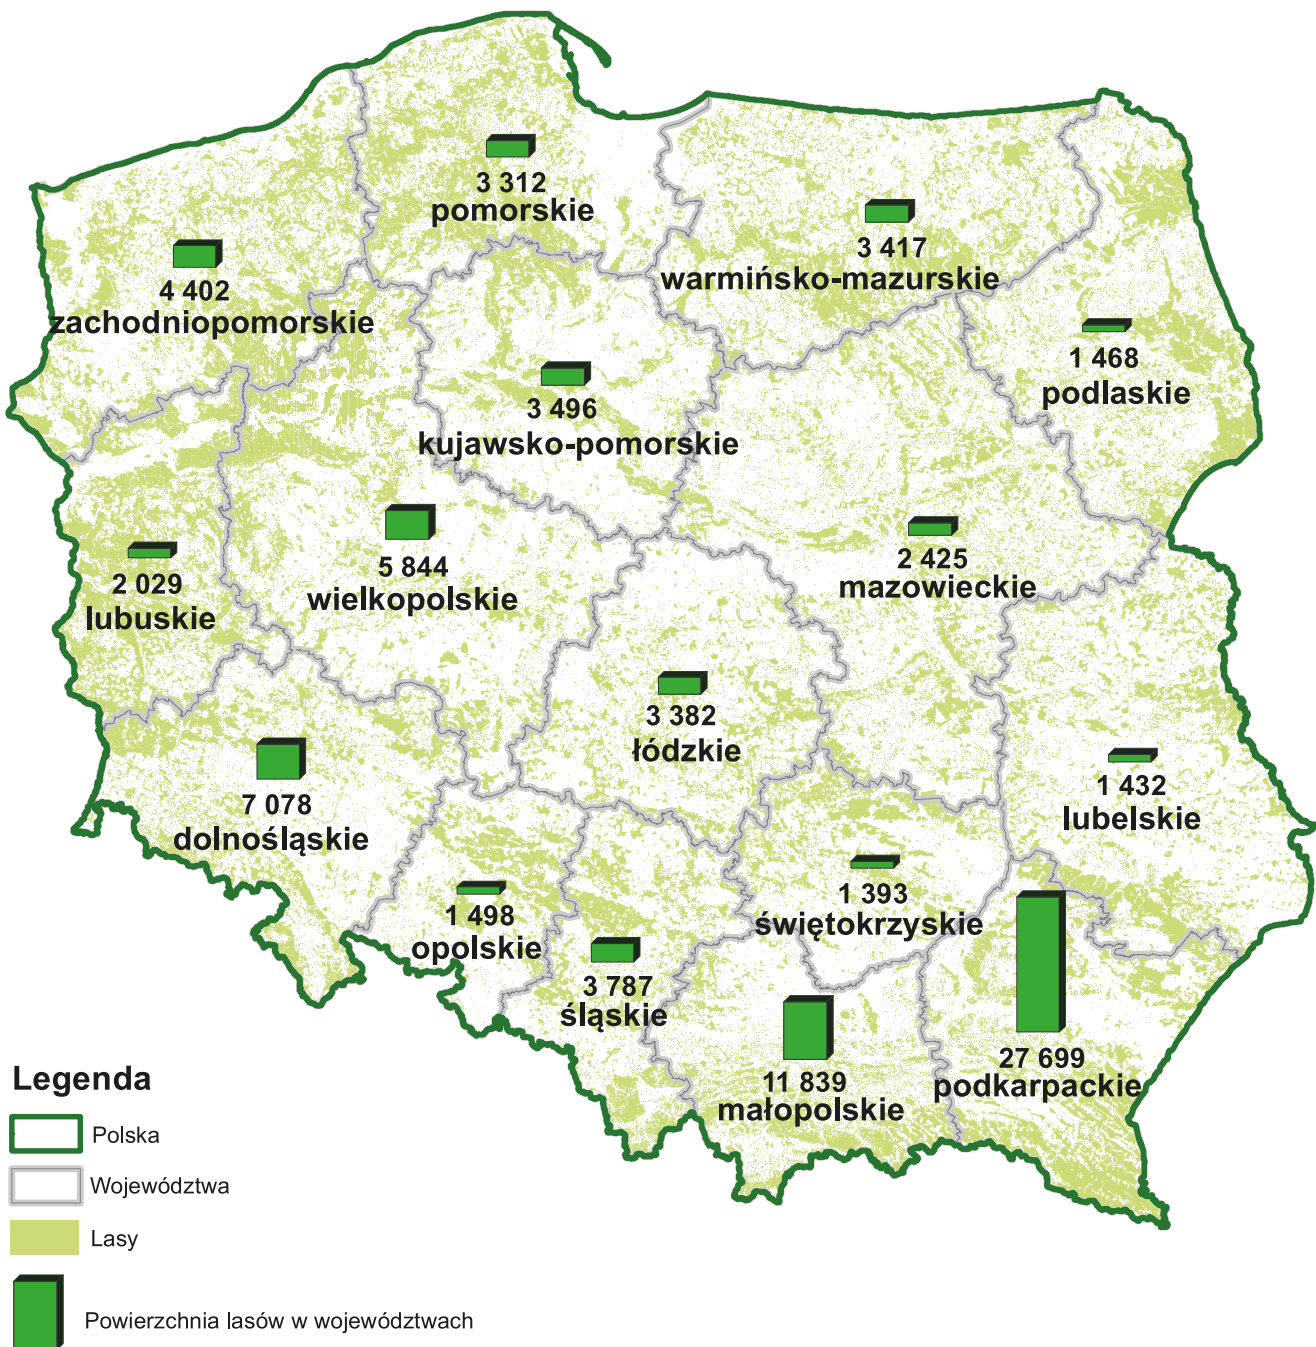 3 312
pomorskie
3 417
warmińsko-mazurskie
4 402
zachodniopomorskie
1 468
podlaskie
3 496
kujawsko-pomorskie
2 425
mazowieckie
5 844
wielkopolskie
2 029
lubuskie
3 382
łódzkie
7 078
dolnośląskie
1 432
lubelskie
1 393
świętokrzyskie
1 498
opolskie
3 787
śląskie
27 699
podkarpackie
11 839
małopolskie
Legenda
Polska
Województwa
Lasy
Powierzchnia lasów w województwach